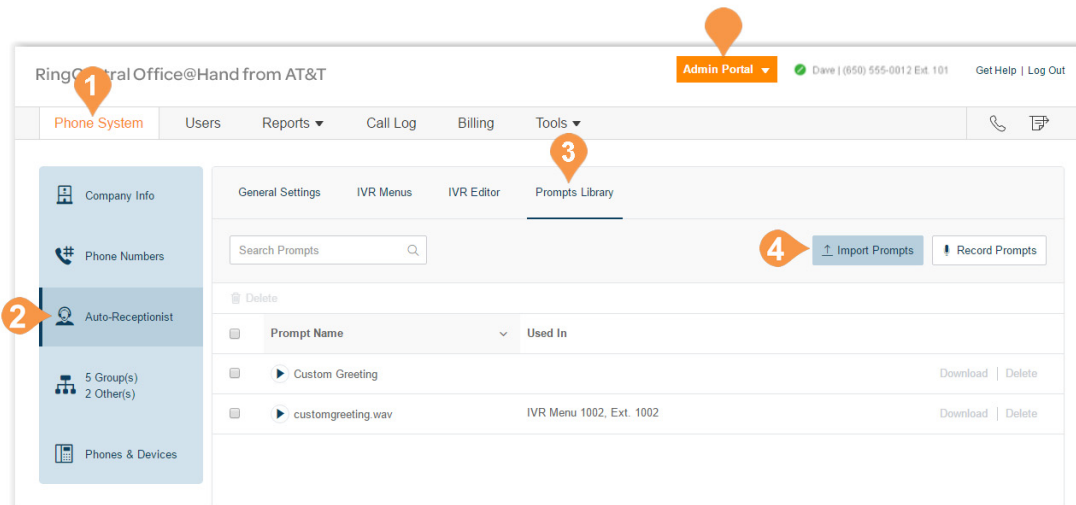 RingCentral Office@Hand from AT&T
1
Admin Portal
Dave | (650) 555-0012 Ext. 101
Get Help | Log Out
Phone System
Users
Reports
Call Log
Billing
Tools
3
Company Info
Phone Numbers
2
Auto-Receptionist
5 Group(s)
2 Other(s)
Phones & Devices
General Settings
IVR Menus
IVR Editor
Prompts Library
Search Prompts
4
Import Prompts
Record Prompts
Delete
Prompt Name
Used In
Custom Greeting
Download | Delete
customgreeting.wav
IVR Menu 1002, Ext. 1002
Download | Delete